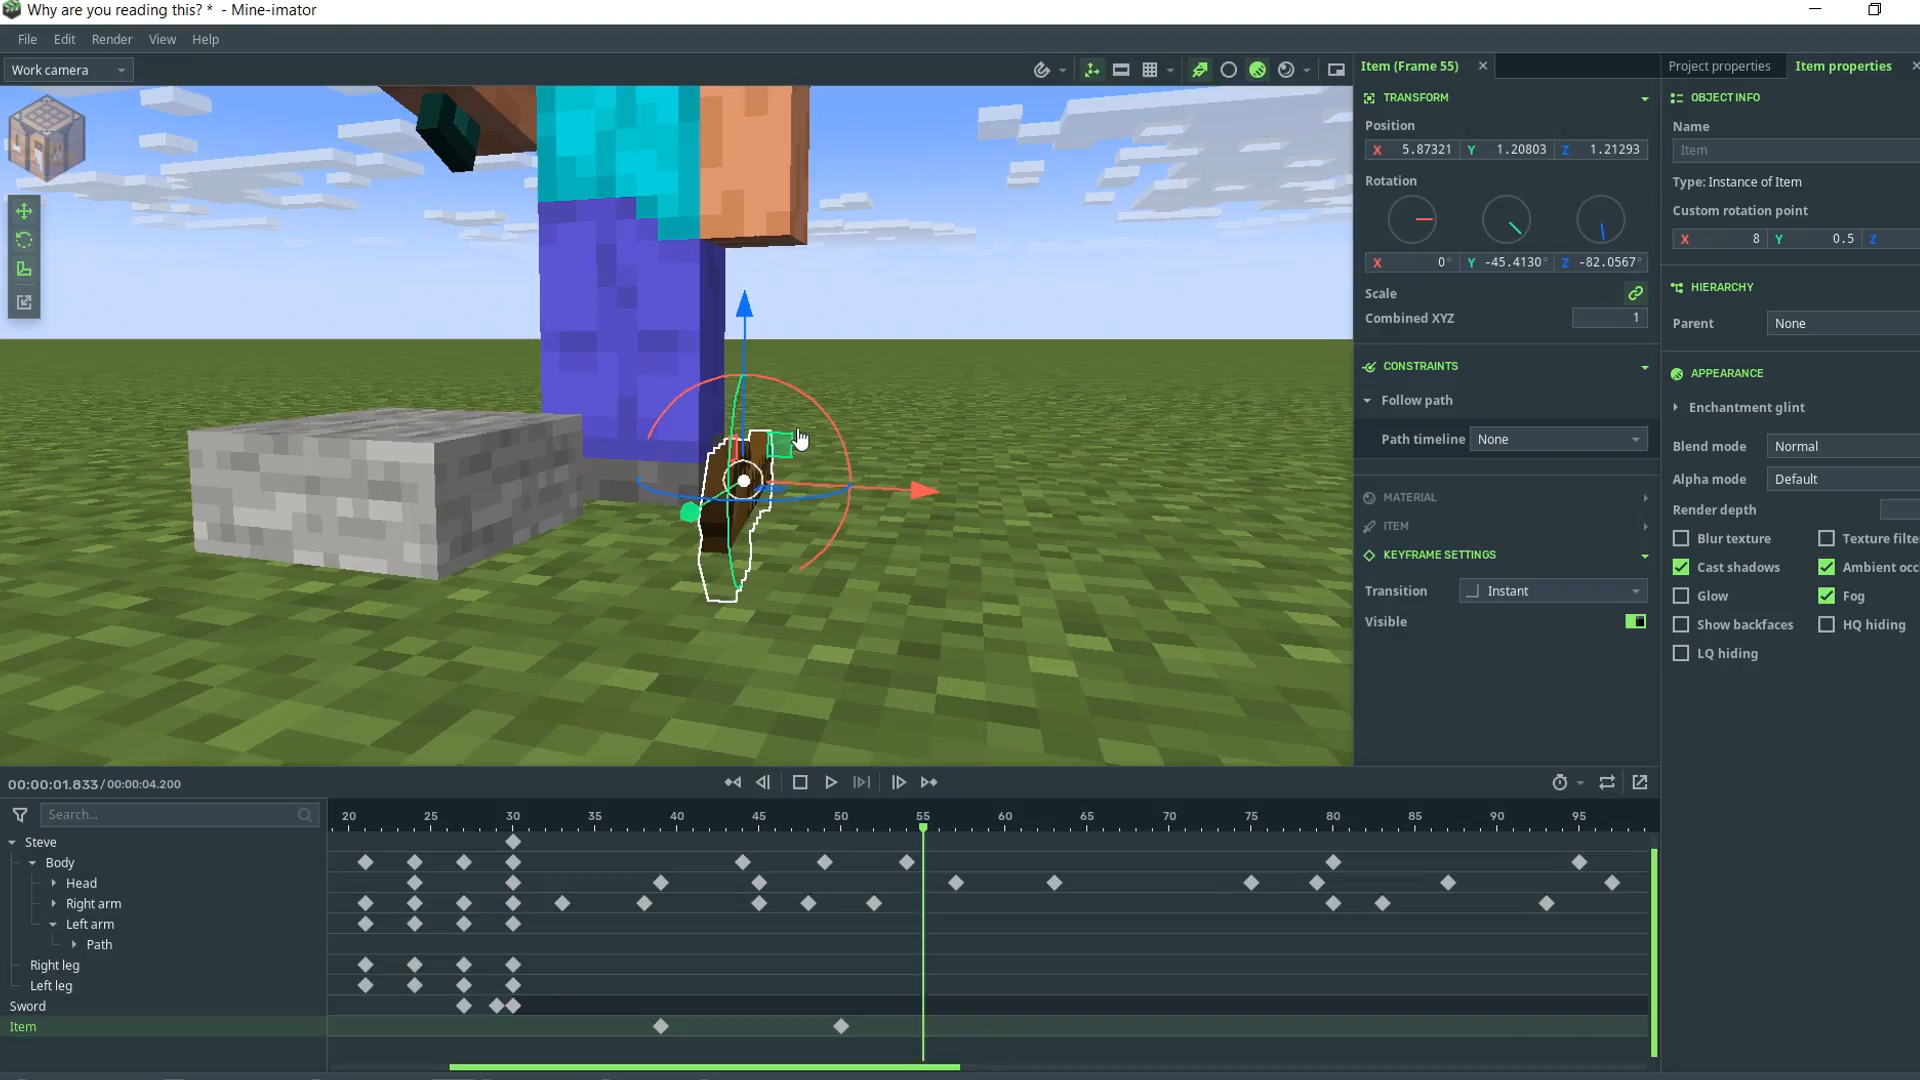 Why are you reading this? * - Mine-imator
File Edit Render View Help
Work camera
Item (Frame 55)
Project properties
Item properties
TRANSFORM
Position
X 5.87321 Y 1.20803 Z 1.21293
Rotation
X 0° Y -45.4130° Z -82.0567°
Scale
Combined XYZ 1
CONSTRAINTS
Follow path
Path timeline None
MATERIAL
ITEM
KEYFRAME SETTINGS
Transition Instant
Visible
OBJECT INFO
Name
Item
Type: Instance of Item
Custom rotation point
X 8 Y 0.5 Z
HIERARCHY
Parent None
APPEARANCE
Enchantment glint
Blend mode Normal
Alpha mode Default
Render depth
Blur texture Texture filte
Cast shadows Ambient occ
Glow Fog
Show backfaces HQ hiding
LQ hiding
00:00:01.833 / 00:00:04.200
Search...
20 25 30 35 40 45 50 55 60 65 70 75 80 85 90 95
Steve
Body
Head
Right arm
Left arm
Path
Right leg
Left leg
Sword
Item